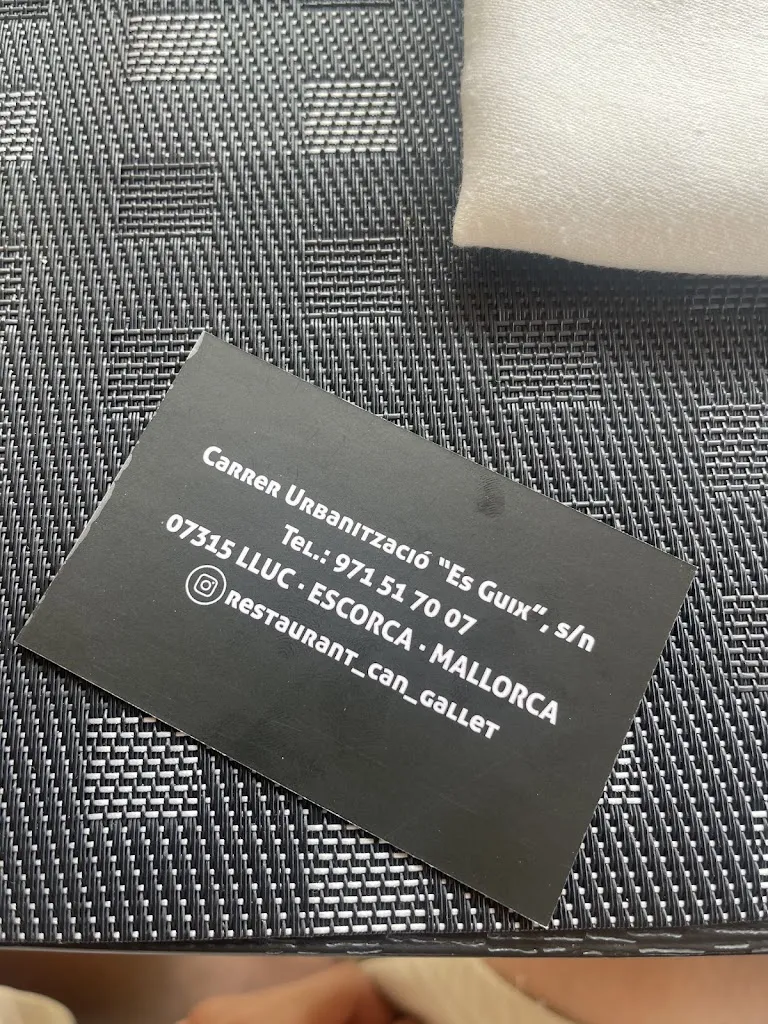 Carrer Urbanització "Es Guix", s/n
Tel.: 971 51 70 07
07315 LLUC · ESCORCA · MALLORCA
restaurant_can_gallet